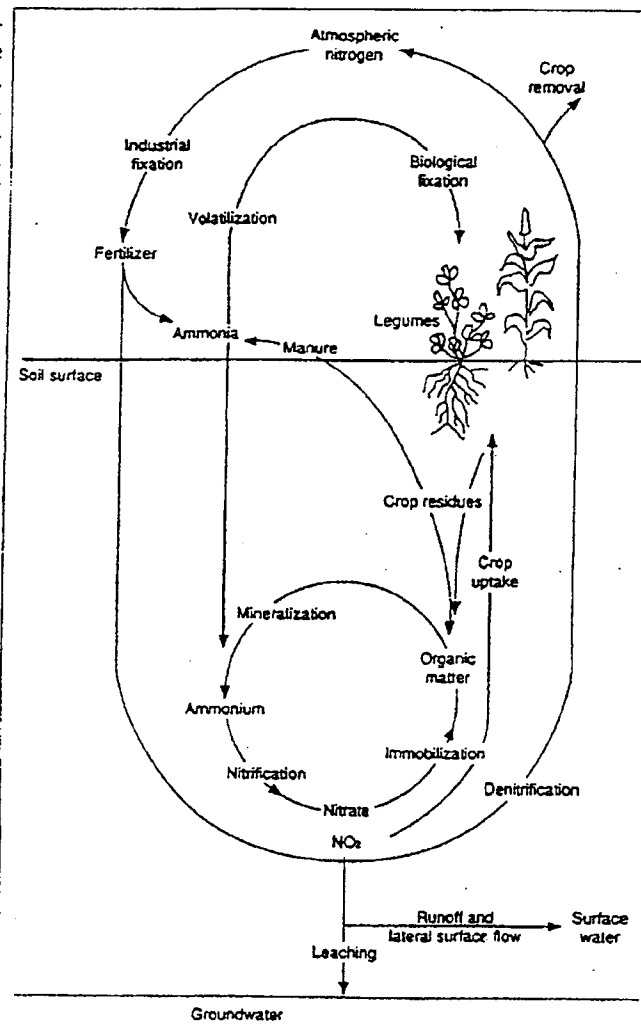 Atmospheric
nitrogen
Crop
removal
Industrial
fixation
Biological
fixation
Volatilization
Fertilizer
Legumes
Ammonia
Manure
Soil surface
Crop residues
Crop
uptake
Mineralization
Organic
matter
Ammonium
Immobilization
Nitrification
Denitrification
Nitrate
NO₂
Runoff and
lateral surface flow
Surface
water
Leaching
Groundwater